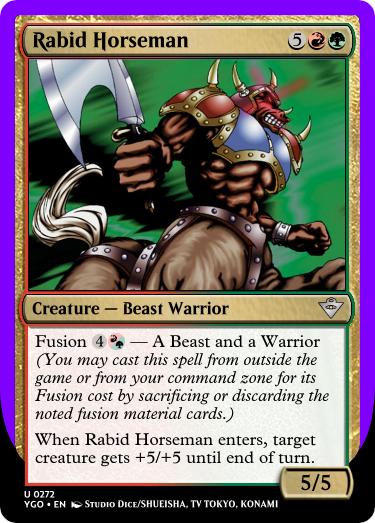 Rabid Horseman 5
Creature — Beast Warrior
Fusion 4 — A Beast and a Warrior
(You may cast this spell from outside
the game or from your command zone for its
Fusion cost by sacrificing or discarding the
noted fusion material cards.)
When Rabid Horseman enters, target
creature gets +5/+5 until end of turn.
5/5
U 0272
YGO • EN Studio Dice/SHUEISHA, TV TOKYO, KONAMI